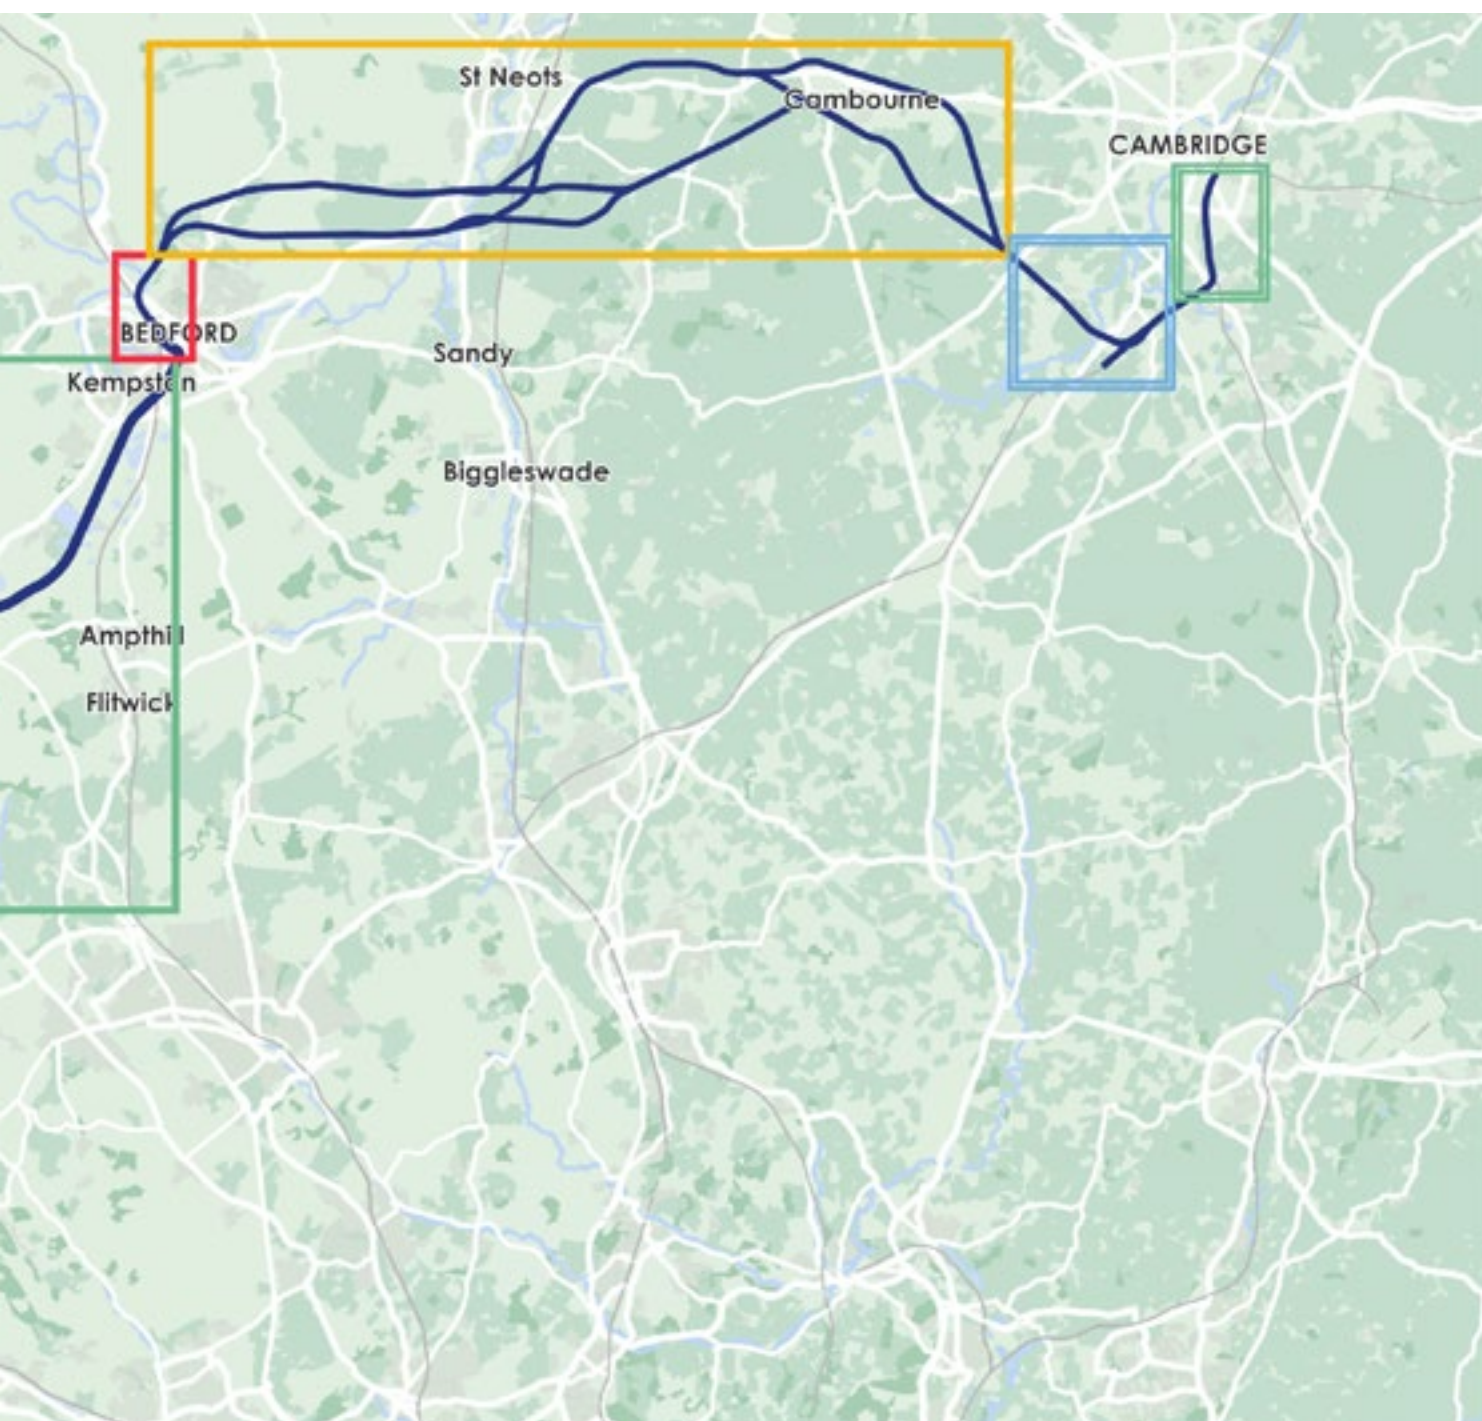 St Neots
Cambourne
CAMBRIDGE
BEDFORD
Kempston
Sandy
Biggleswade
Ampthill
Flitwick